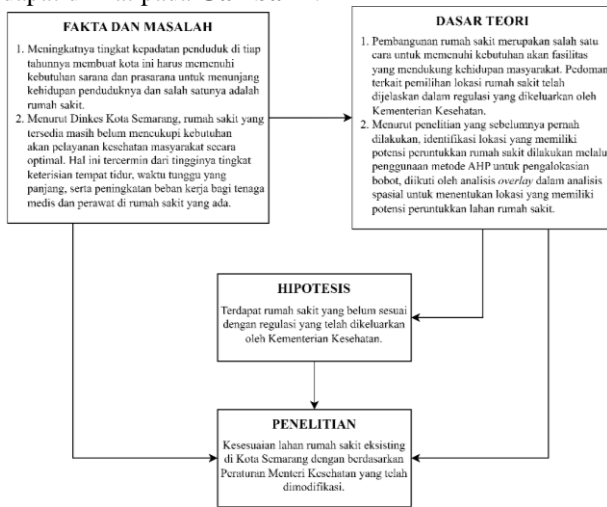 FAKTA DAN MASALAH
1. Meningkatnya tingkat kepadatan penduduk di tiap
tahunnya membuat kota ini harus memenuhi
kebutuhan sarana dan prasarana untuk menunjang
kehidupan penduduknya dan salah satunya adalah
rumah sakit.
2. Menurut Dinkes Kota Semarang, rumah sakit yang
tersedia masih belum mencukupi kebutuhan
akan pelayanan kesehatan masyarakat secara
optimal. Hal ini tercermin dari tingginya tingkat
keterisian tempat tidur, waktu tunggu yang
panjang, serta peningkatan beban kerja bagi tenaga
medis dan perawat di rumah sakit yang ada.
DASAR TEORI
1. Pembangunan rumah sakit merupakan salah satu
cara untuk memenuhi kebutuhan akan fasilitas
yang mendukung kehidupan masyarakat. Pedoman
terkait pemilihan lokasi rumah sakit telah
dijelaskan dalam regulasi yang dikeluarkan oleh
Kementerian Kesehatan.
2. Menurut penelitian yang sebelumnya pernah
dilakukan, identifikasi lokasi yang memiliki
potensi peruntukan rumah sakit dilakukan melalu
penggunaan metode AHP untuk pengalokasian
bobot, diikuti oleh analisis overlay dalam analisis
spasial untuk menentukan lokasi yang memiliki
potensi peruntukkan lahan rumah sakit.
HIPOTESIS
Terdapat rumah sakit yang belum sesuai
dengan regulasi yang telah dikeluarkan
oleh Kementerian Kesehatan.
PENELITIAN
Kesesuaian lahan rumah sakit eksisting
di Kota Semarang dengan berdasarkan
Peraturan Menteri Kesehatan yang telah
dimodifikasi.